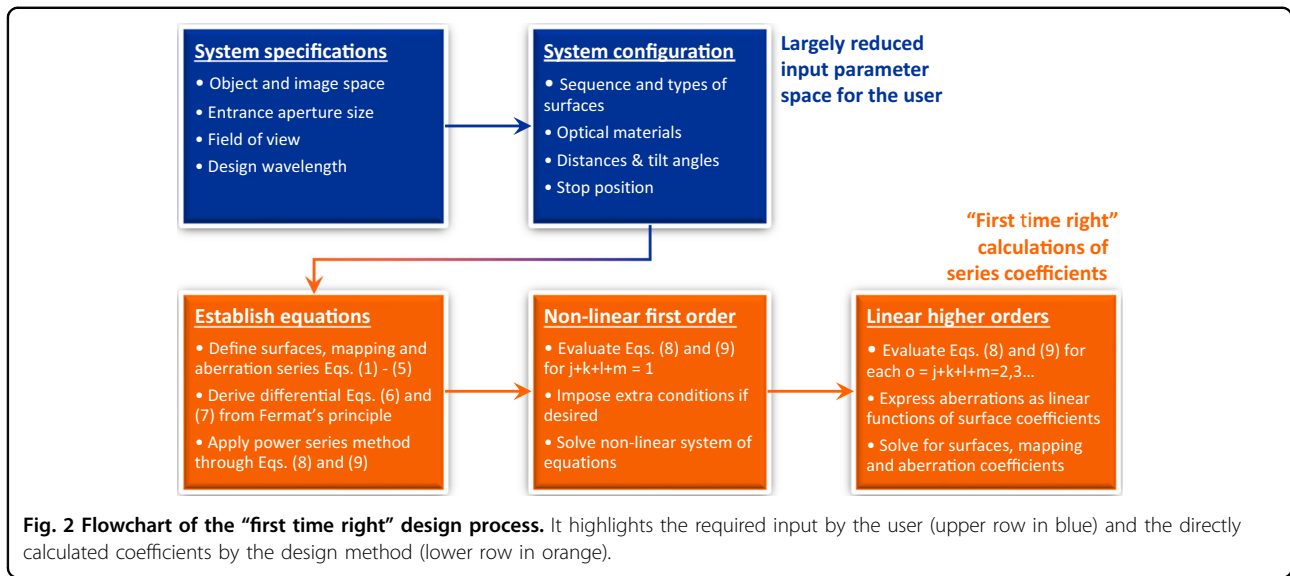 System specifications
• Object and image space
• Entrance aperture size
• Field of view
• Design wavelength
System configuration
• Sequence and types of
surfaces
• Optical materials
• Distances & tilt angles
• Stop position
Largely reduced
input parameter
space for the user
"First time right"
calculations of
series coefficients
Establish equations
• Define surfaces, mapping and
aberration series Eqs. (1) - (5)
• Derive differential Eqs. (6) and
(7) from Fermat's principle
• Apply power series method
through Eqs. (8) and (9)
Non-linear first order
• Evaluate Eqs. (8) and (9)
for j+k+l+m = 1
• Impose extra conditions if
desired
• Solve non-linear system of
equations
Linear higher orders
• Evaluate Eqs. (8) and (9) for
each o = j+k+l+m=2,3...
• Express aberrations as linear
functions of surface coefficients
• Solve for surfaces, mapping
and aberration coefficients
Fig. 2 Flowchart of the "first time right" design process. It highlights the required input by the user (upper row in blue) and the directly
calculated coefficients by the design method (lower row in orange).